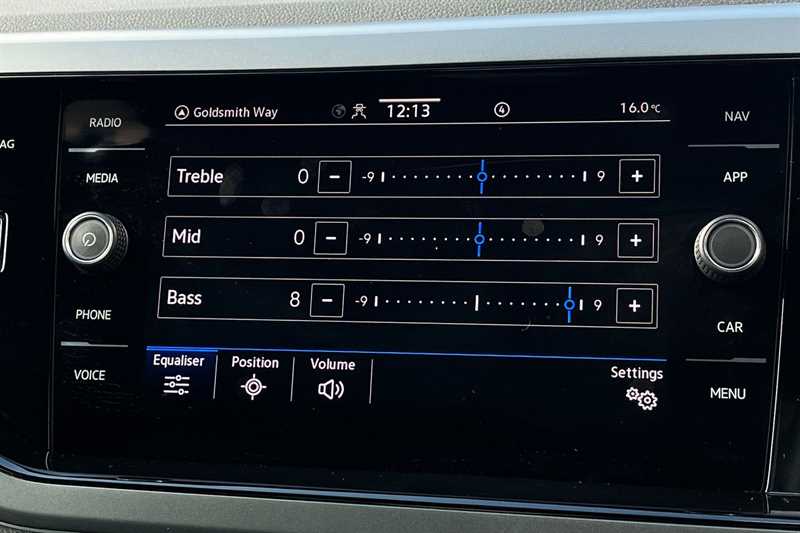 RADIO
Goldsmith Way 12:13 4 16.0°C
NAV
AG
MEDIA
APP
Treble 0 - -9 9 +
Mid 0 - -9 9 +
Bass 8 - -9 9 +
PHONE
CAR
VOICE
MENU
Equaliser Position Volume Settings